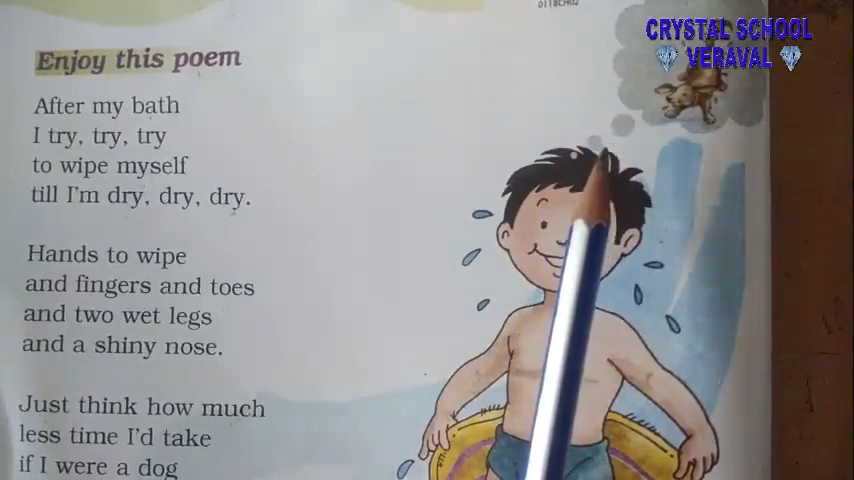 0118CH02
CRYSTAL SCHOOL
VERAVAL
Enjoy this poem
After my bath
I try, try, try
to wipe myself
till I'm dry, dry, dry.
Hands to wipe
and fingers and toes
and two wet legs
and a shiny nose.
Just think how much
less time I'd take
if I were a dog